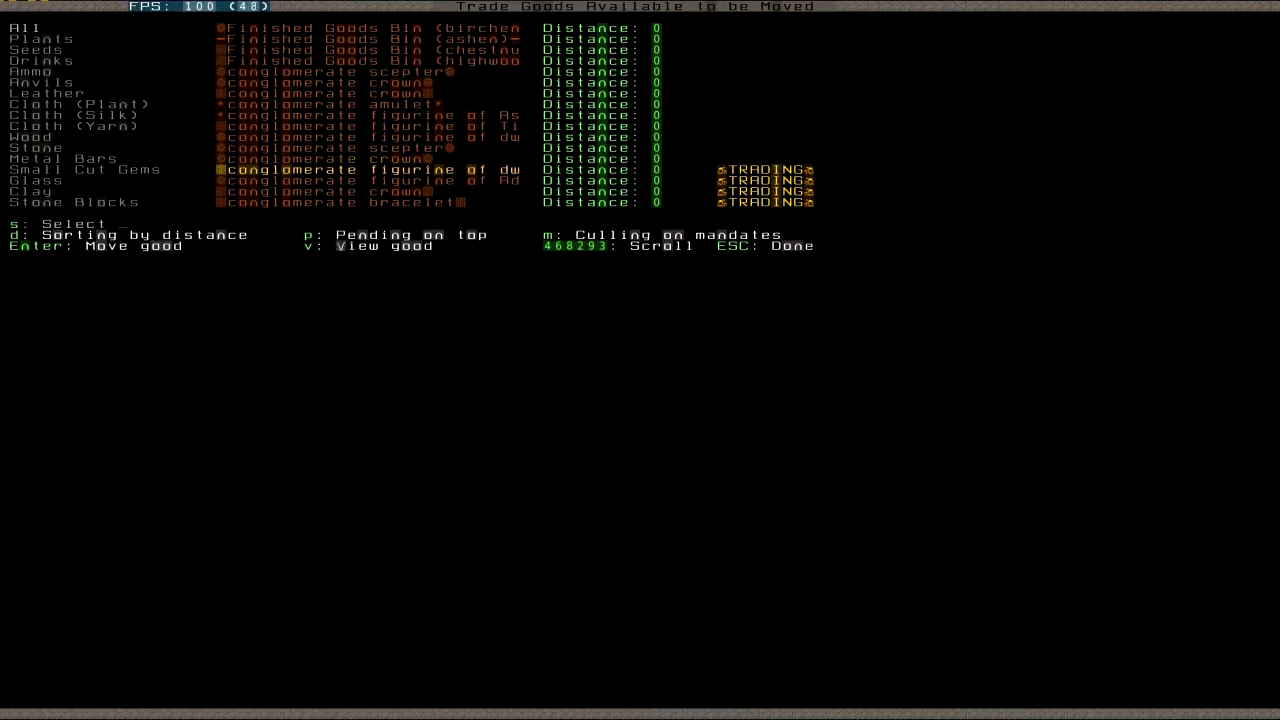 FPS: 100 (48) Trade Goods Available to be Moved
All ☼Finished Goods Bin (birchen Distance: 0
Plants -Finished Goods Bin (ashen)- Distance: 0
Seeds ≡Finished Goods Bin (chestnu Distance: 0
Drinks ≡Finished Goods Bin (highwoo Distance: 0
Ammo ☼conglomerate scepter☼ Distance: 0
Anvils ☼conglomerate crown☼ Distance: 0
Leather ≡conglomerate crown≡ Distance: 0
Cloth (Plant) *conglomerate amulet* Distance: 0
Cloth (Silk) *conglomerate figurine of As Distance: 0
Cloth (Yarn) ≡conglomerate figurine of Ti Distance: 0
Wood ☼conglomerate figurine of dw Distance: 0
Stone ☼conglomerate scepter☼ Distance: 0
Metal Bars ☼conglomerate crown☼ Distance: 0
Small Cut Gems ≡conglomerate figurine of dw Distance: 0 TRADING
Glass ☼conglomerate figurine of Ad Distance: 0 TRADING
Clay ≡conglomerate crown≡ Distance: 0 TRADING
Stone Blocks ≡conglomerate bracelet≡ Distance: 0 TRADING
s: Select _
d: Sorting by distance p: Pending on top m: Culling on mandates
Enter: Move good v: View good 468293: Scroll ESC: Done